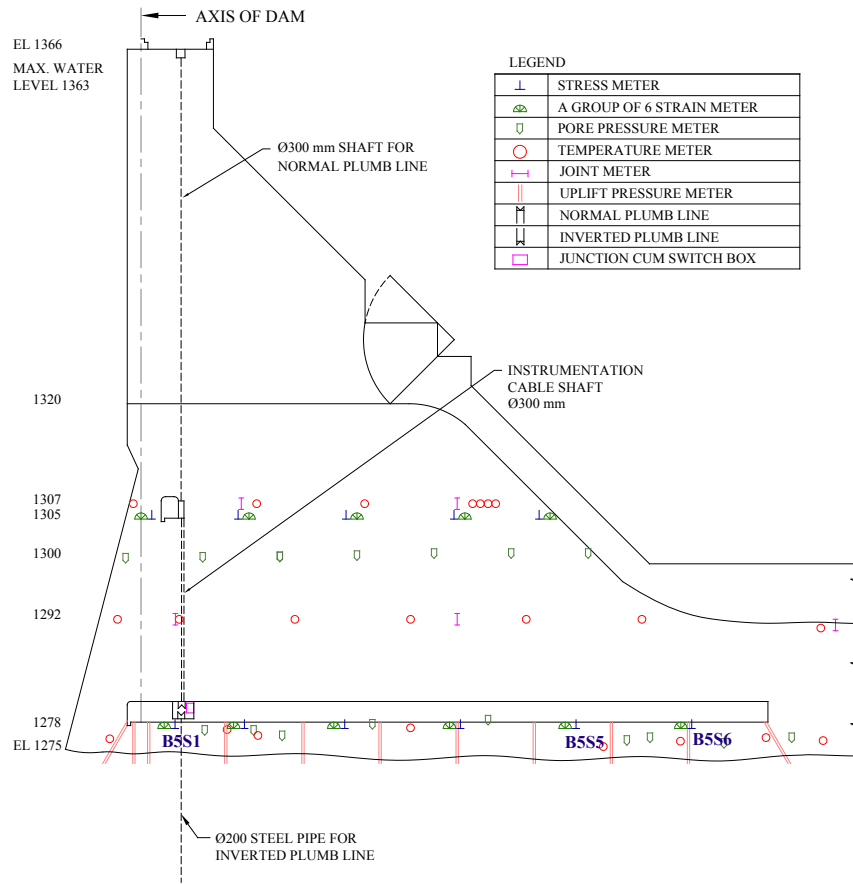 AXIS OF DAM
EL 1366
MAX. WATER
LEVEL 1363
LEGEND
STRESS METER
A GROUP OF 6 STRAIN METER
PORE PRESSURE METER
TEMPERATURE METER
JOINT METER
UPLIFT PRESSURE METER
NORMAL PLUMB LINE
INVERTED PLUMB LINE
JUNCTION CUM SWITCH BOX
Ø300 mm SHAFT FOR
NORMAL PLUMB LINE
INSTRUMENTATION
CABLE SHAFT
Ø300 mm
1320
1307
1305
1300
1292
1278
EL 1275
B5S1
B5S5
B5S6
Ø200 STEEL PIPE FOR
INVERTED PLUMB LINE